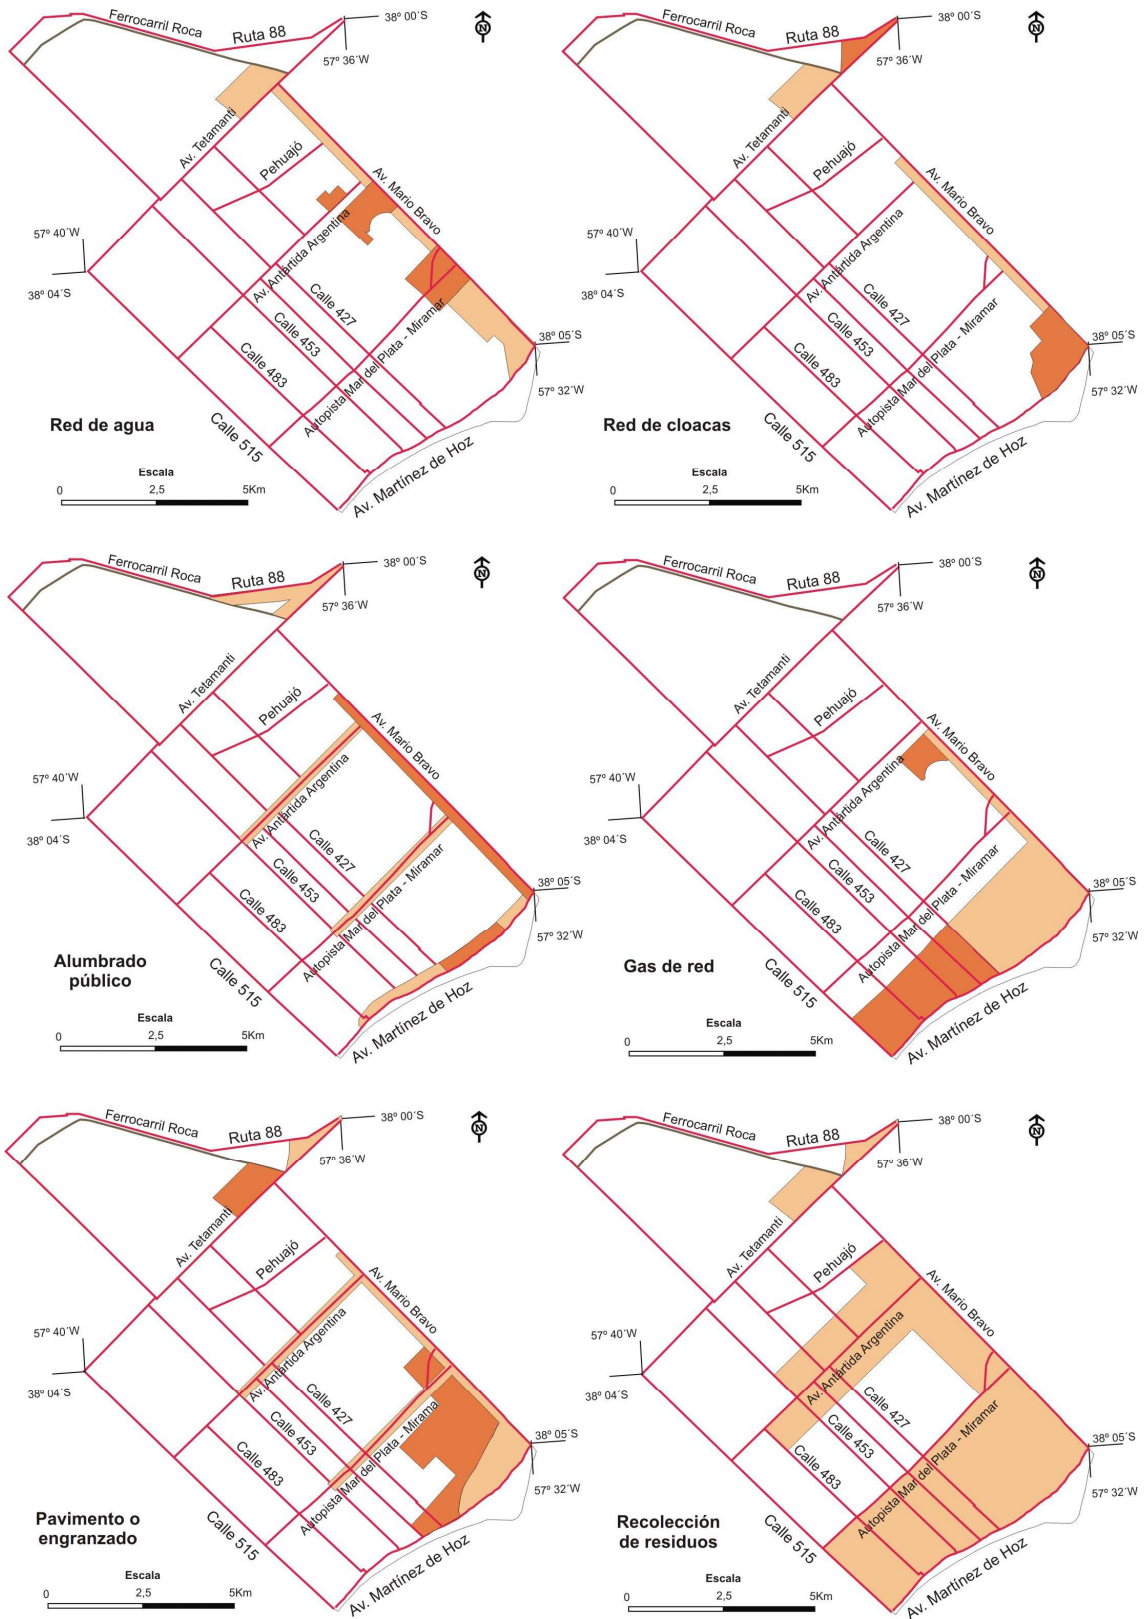 Ferrocarril Roca
Ruta 88
38º 00´S
57º 36´W
N
Av. Tetamanti
Pehuajó
Av. Mario Bravo
Av. Antártida Argentina
57º 40´W
38º 04´S
Calle 427
Calle 453
Calle 483
Autopista Mar del Plata - Miramar
38º 05´S
57º 32´W
Calle 515
Av. Martínez de Hoz
Red de agua
Escala
0 2,5 5Km
Ferrocarril Roca
Ruta 88
38º 00´S
57º 36´W
N
Av. Tetamanti
Pehuajó
Av. Mario Bravo
Av. Antártida Argentina
57º 40´W
38º 04´S
Calle 427
Calle 453
Calle 483
Autopista Mar del Plata - Miramar
38º 05´S
57º 32´W
Calle 515
Av. Martínez de Hoz
Red de cloacas
Escala
0 2,5 5Km
Ferrocarril Roca
Ruta 88
38º 00´S
57º 36´W
N
Av. Tetamanti
Pehuajó
Av. Mario Bravo
Av. Antártida Argentina
57º 40´W
38º 04´S
Calle 427
Calle 453
Calle 483
Autopista Mar del Plata - Miramar
38º 05´S
57º 32´W
Calle 515
Av. Martínez de Hoz
Alumbrado
público
Escala
0 2,5 5Km
Ferrocarril Roca
Ruta 88
38º 00´S
57º 36´W
N
Av. Tetamanti
Pehuajó
Av. Mario Bravo
Av. Antártida Argentina
57º 40´W
38º 04´S
Calle 427
Calle 453
Calle 483
Autopista Mar del Plata - Miramar
38º 05´S
57º 32´W
Calle 515
Av. Martínez de Hoz
Gas de red
Escala
0 2,5 5Km
Ferrocarril Roca
Ruta 88
38º 00´S
57º 36´W
N
Av. Tetamanti
Pehuajó
Av. Mario Bravo
Av. Antártida Argentina
57º 40´W
38º 04´S
Calle 427
Calle 453
Calle 483
Autopista Mar del Plata - Mirama
38º 05´S
57º 32´W
Calle 515
Av. Martínez de Hoz
Pavimento o
engranzado
Escala
0 2,5 5Km
Ferrocarril Roca
Ruta 88
38º 00´S
57º 36´W
N
Av. Tetamanti
Pehuajó
Av. Mario Bravo
Av. Antártida Argentina
57º 40´W
38º 04´S
Calle 427
Calle 453
Calle 483
Autopista Mar del Plata - Miramar
38º 05´S
57º 32´W
Calle 515
Av. Martínez de Hoz
Recolección
de residuos
Escala
0 2,5 5Km